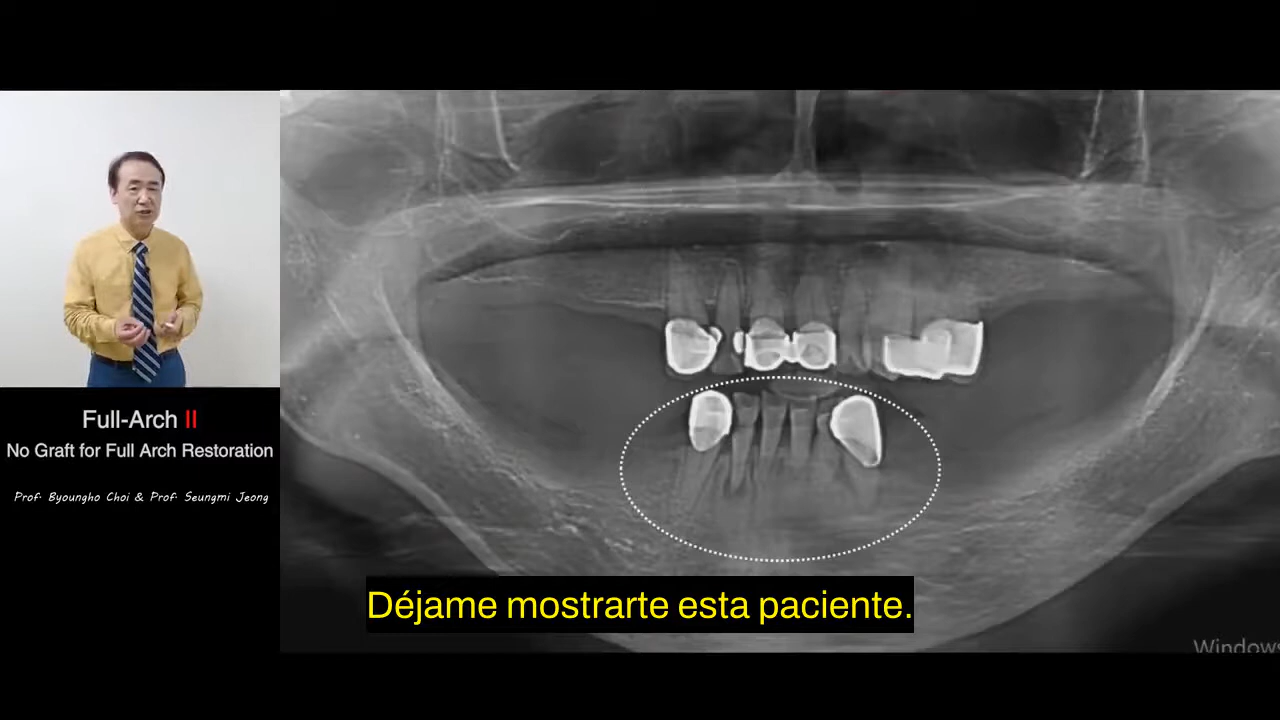 Full-Arch II
No Graft for Full Arch Restoration
Prof. Byoungho Choi & Prof. Seungmi Jeong
Déjame mostrarte esta paciente.
Windows